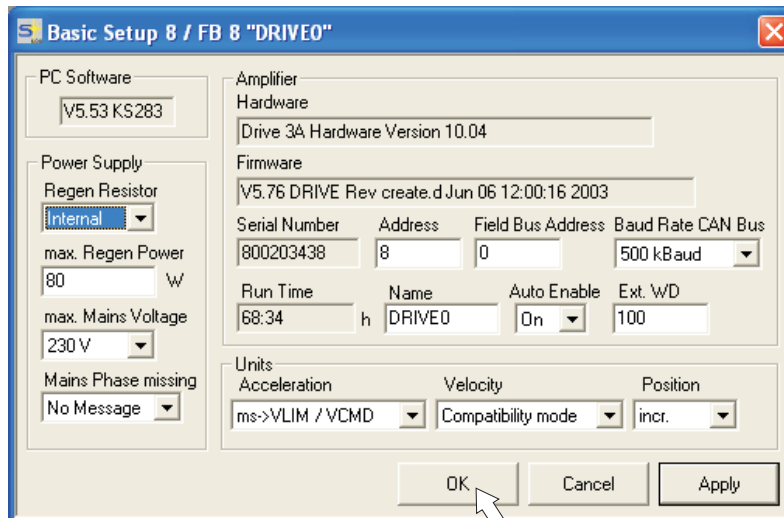 Basic Setup 8 / FB 8 "DRIVE0"
PC Software
V5.53 KS283
Power Supply
Regen Resistor
Internal
max. Regen Power
80 W
max. Mains Voltage
230 V
Mains Phase missing
No Message
Amplifier
Hardware
Drive 3A Hardware Version 10.04
Firmware
V5.76 DRIVE Rev create.d Jun 06 12:00:16 2003
Serial Number Address Field Bus Address Baud Rate CAN Bus
800203438 8 0 500 kBaud
Run Time Name Auto Enable Ext. WD
68:34 h DRIVE0 On 100
Units
Acceleration Velocity Position
ms->VLIM / VCMD Compatibility mode incr.
OK Cancel Apply